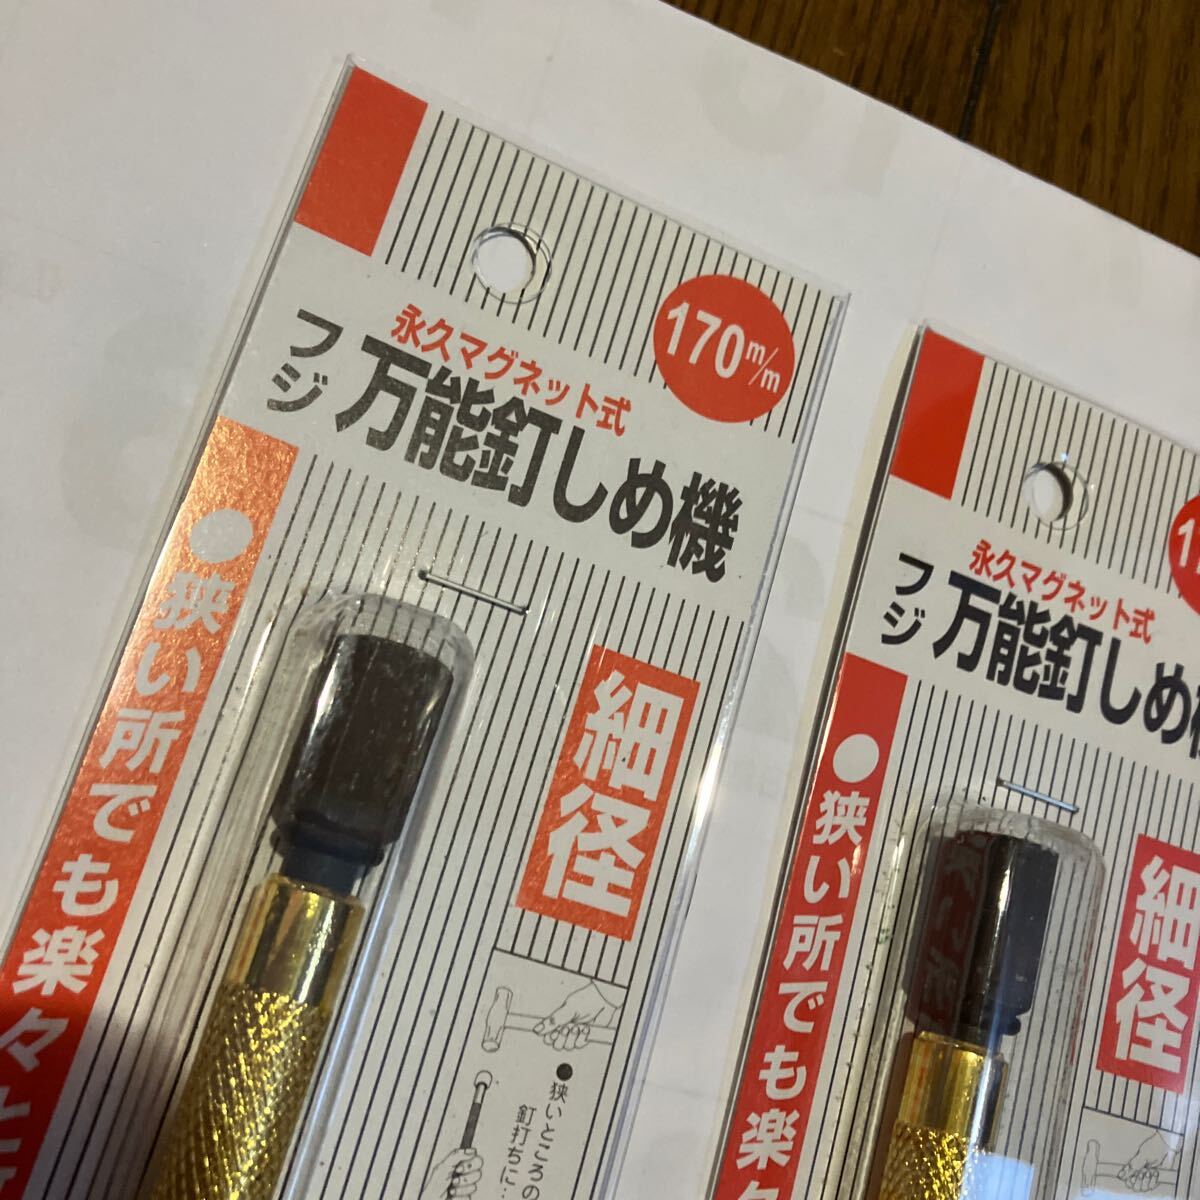 170m/m
永久マグネット式
フジ
万能釘しめ機
●狭い所でも楽々
細径
●狭いところの
釘打ちに…
永久マグネット式
フジ
万能釘しめ機
●狭い所でも楽
細径